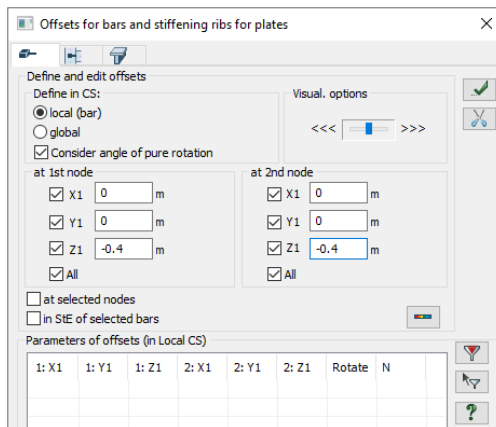 Offsets for bars and stiffening ribs for plates
Define and edit offsets
Define in CS:
local (bar)
global
Consider angle of pure rotation
Visual. options
<<< >>>
at 1st node
X1 0 m
Y1 0 m
Z1 -0.4 m
All
at 2nd node
X1 0 m
Y1 0 m
Z1 -0.4 m
All
at selected nodes
in StE of selected bars
Parameters of offsets (in Local CS)
1: X1 1: Y1 1: Z1 2: X1 2: Y1 2: Z1 Rotate N
?